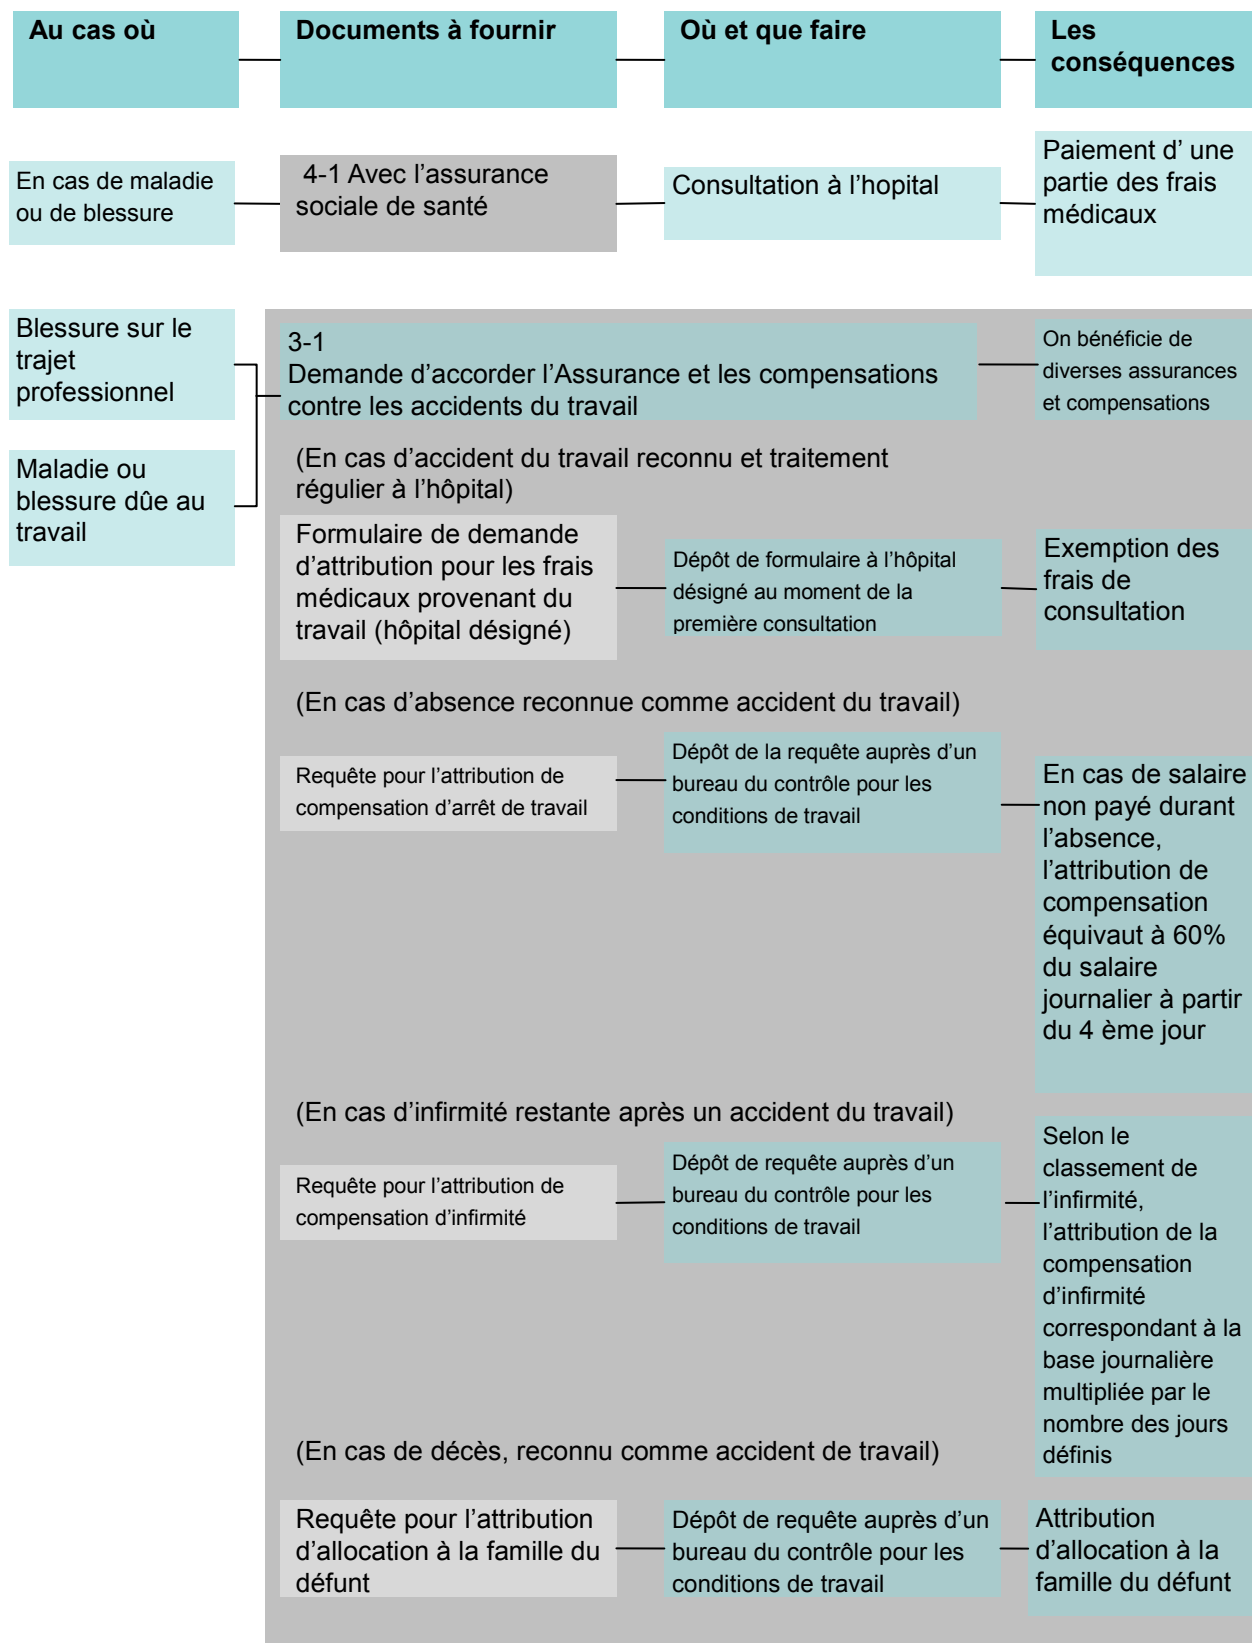 Au cas où
Documents à fournir
Où et que faire
Les
conséquences
En cas de maladie
ou de blessure
4-1 Avec l’assurance
sociale de santé
Consultation à l’hopital
Paiement d’ une
partie des frais
médicaux
Blessure sur le
trajet
professionnel
Maladie ou
blessure dûe au
travail
3-1
Demande d’accorder l’Assurance et les compensations
contre les accidents du travail
On bénéficie de
diverses assurances
et compensations
(En cas d’accident du travail reconnu et traitement
régulier à l’hôpital)
Formulaire de demande
d’attribution pour les frais
médicaux provenant du
travail (hôpital désigné)
Dépôt de formulaire à l’hôpital
désigné au moment de la
première consultation
Exemption des
frais de
consultation
(En cas d’absence reconnue comme accident du travail)
Requête pour l’attribution de
compensation d’arrêt de travail
Dépôt de la requête auprès d’un
bureau du contrôle pour les
conditions de travail
En cas de salaire
non payé durant
l’absence,
l’attribution de
compensation
équivaut à 60%
du salaire
journalier à partir
du 4 ème jour
(En cas d’infirmité restante après un accident du travail)
Requête pour l’attribution de
compensation d’infirmité
Dépôt de requête auprès d’un
bureau du contrôle pour les
conditions de travail
Selon le
classement de
l’infirmité,
l’attribution de la
compensation
d’infirmité
correspondant à la
base journalière
multipliée par le
nombre des jours
définis
(En cas de décès, reconnu comme accident de travail)
Requête pour l’attribution
d’allocation à la famille du
défunt
Dépôt de requête auprès d’un
bureau du contrôle pour les
conditions de travail
Attribution
d’allocation à la
famille du défunt